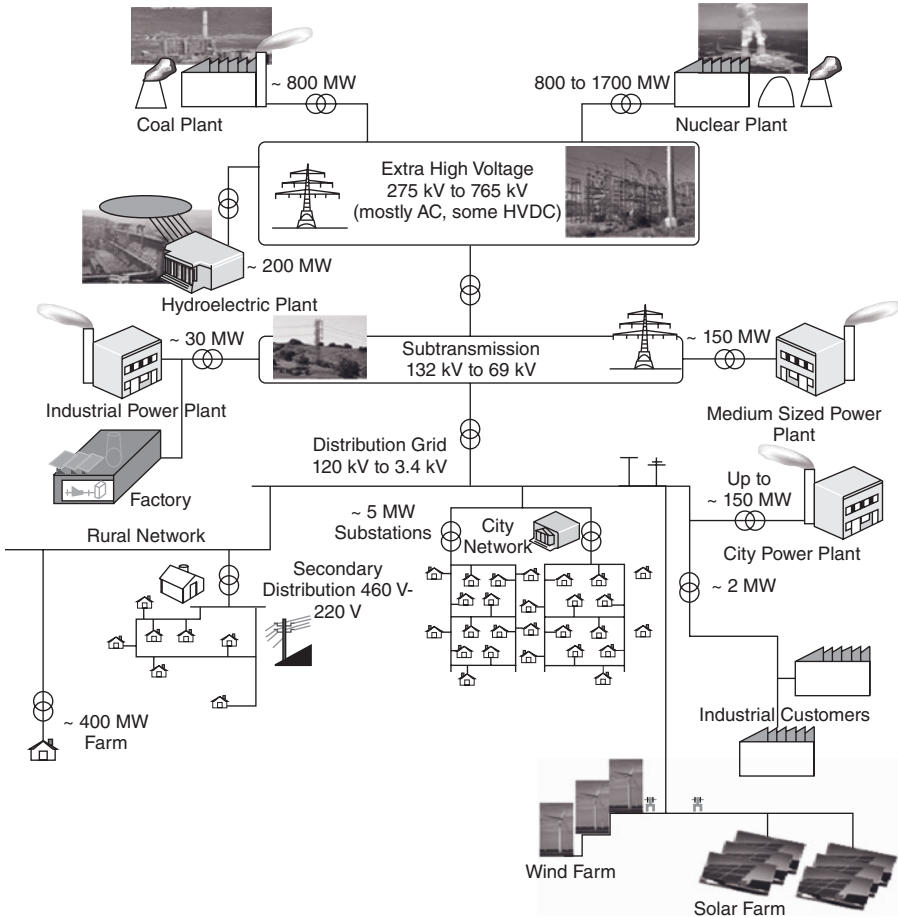 ~ 800 MW
800 to 1700 MW
Coal Plant
Nuclear Plant
Extra High Voltage
275 kV to 765 kV
(mostly AC, some HVDC)
~ 200 MW
Hydroelectric Plant
~ 30 MW
Subtransmission
132 kV to 69 kV
~ 150 MW
Industrial Power Plant
Medium Sized Power
Plant
Distribution Grid
120 kV to 3.4 kV
Factory
Up to
~ 150 MW
City Power Plant
Rural Network
~ 5 MW
Substations
City
Network
Secondary
Distribution 460 V-
220 V
~ 2 MW
~ 400 MW
Farm
Industrial Customers
Wind Farm
Solar Farm